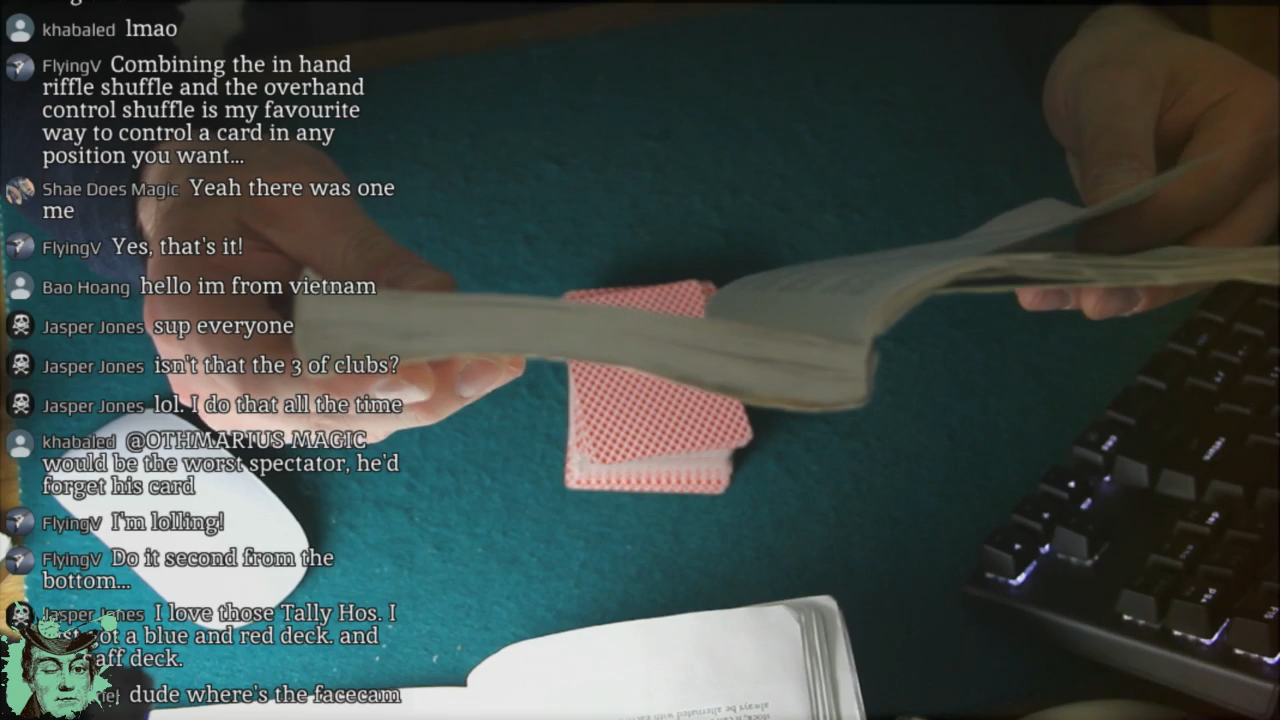 khabaled lmao
FlyingV Combining the in hand
riffle shuffle and the overhand
control shuffle is my favourite
way to control a card in any
position you want...
Shae Does Magic Yeah there was one
me
FlyingV Yes, that's it!
Bao Hoang hello im from vietnam
Jasper Jones sup everyone
Jasper Jones isn't that the 3 of clubs?
Jasper Jones lol. I do that all the time
khabaled @OTHMARIUS MAGIC
would be the worst spectator, he'd
forget his card
FlyingV I'm lolling!
FlyingV Do it second from the
bottom...
Jasper Jones I love those Tally Hos. I
a blue and red deck. and
deck.
dude where's the facecam
always be alternated with